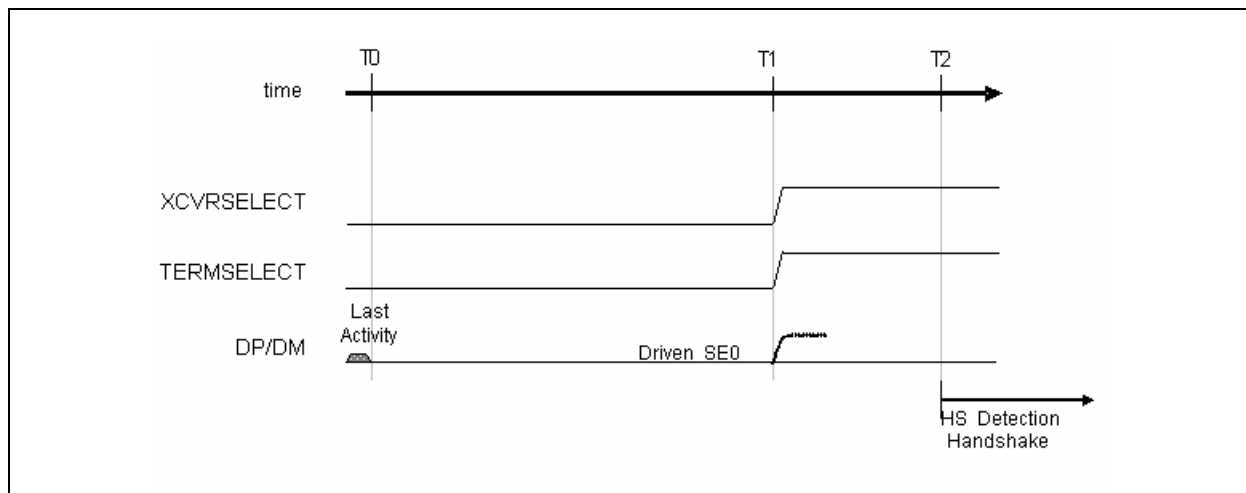 T0 T1 T2
time
XCVRSELECT
TERMSELECT
Last
Activity
DP/DM
Driven SE0
HS Detection
Handshake